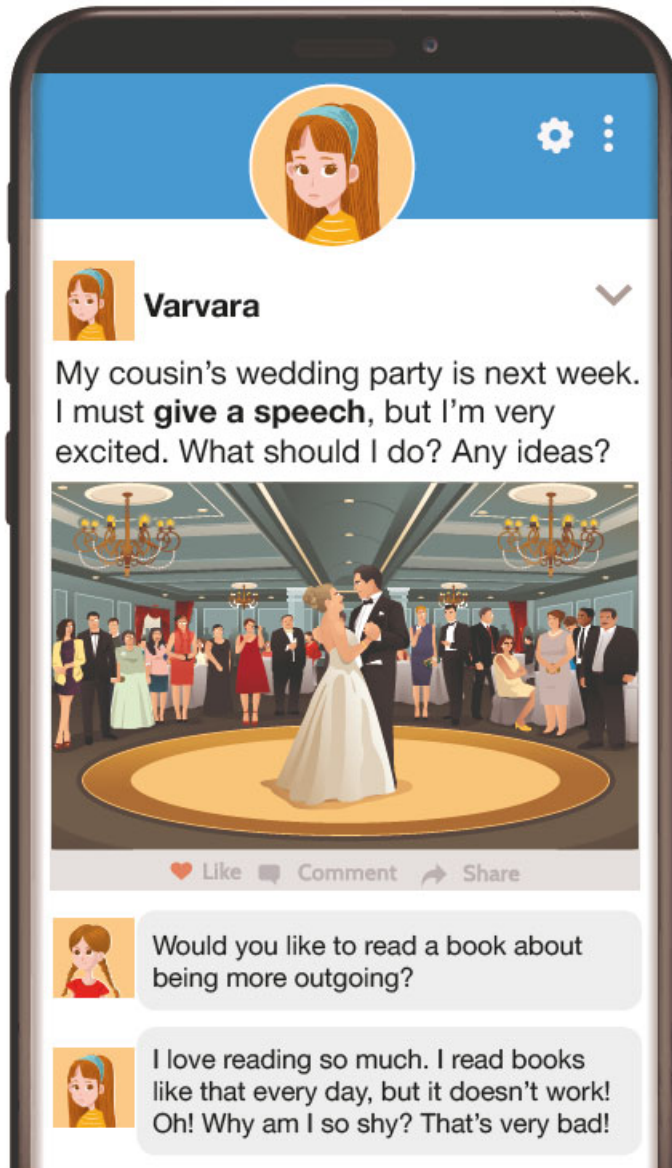 Varvara
My cousin’s wedding party is next week.
I must give a speech, but I’m very
excited. What should I do? Any ideas?
Like Comment Share
Would you like to read a book about
being more outgoing?
I love reading so much. I read books
like that every day, but it doesn’t work!
Oh! Why am I so shy? That’s very bad!